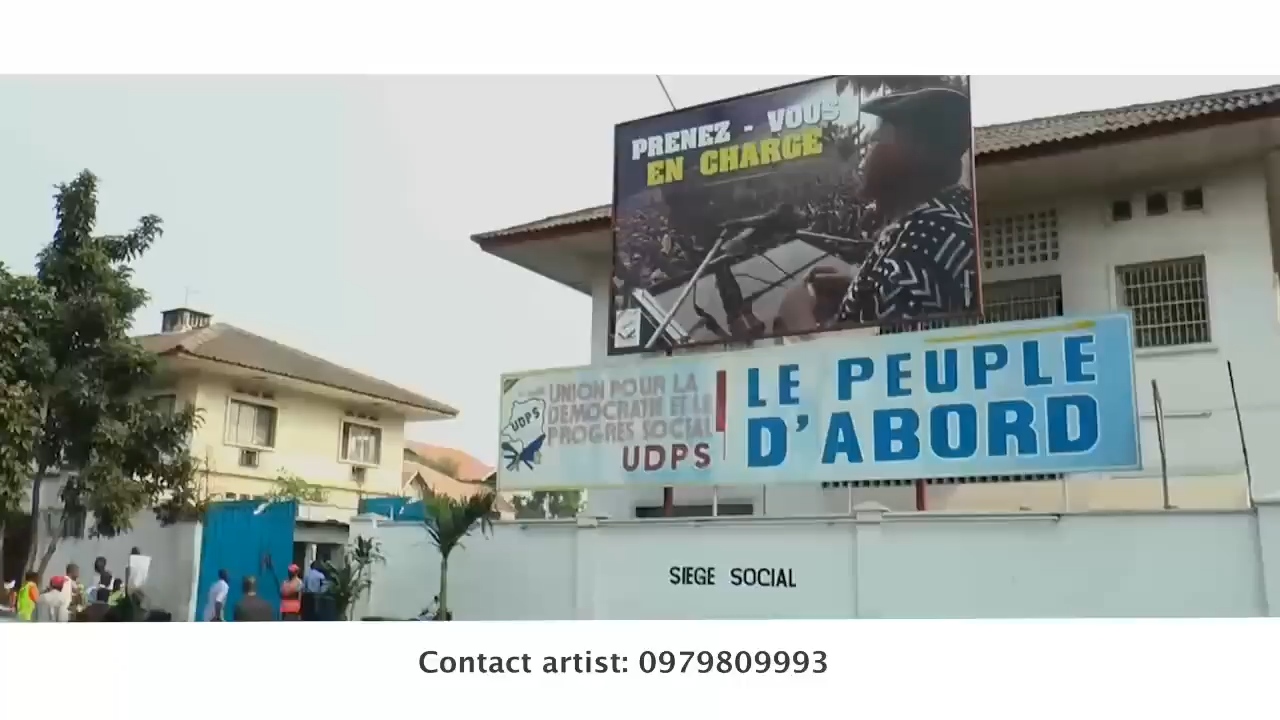 PRENEZ - VOUS
EN CHARGE
UDPS
UNION POUR LA
DEMOCRATIE ET LE
PROGRES SOCIAL
UDPS
LE PEUPLE
D'ABORD
SIEGE SOCIAL
Contact artist: 0979809993